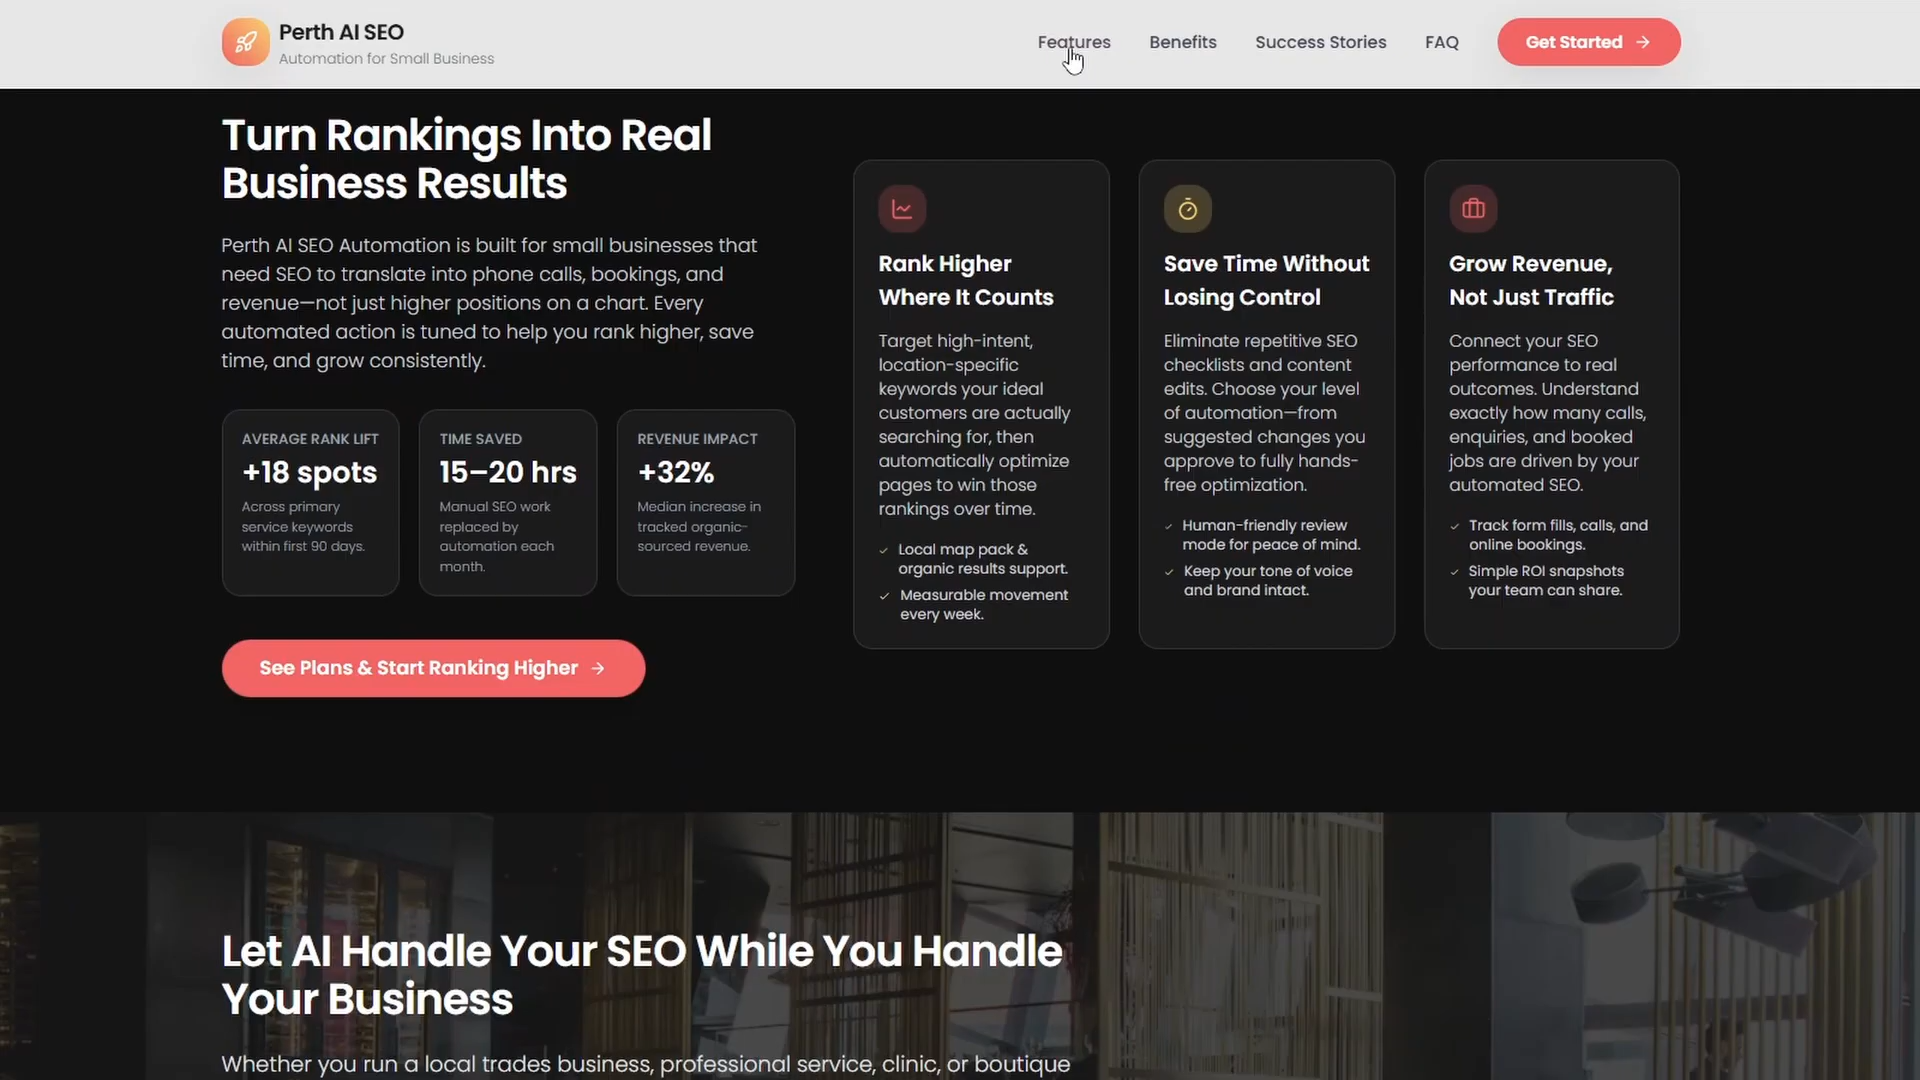 Perth AI SEO
Automation for Small Business
Features
Benefits
Success Stories
FAQ
Get Started
Turn Rankings Into Real
Business Results
Perth AI SEO Automation is built for small businesses that
need SEO to translate into phone calls, bookings, and
revenue—not just higher positions on a chart. Every
automated action is tuned to help you rank higher, save
time, and grow consistently.
AVERAGE RANK LIFT
+18 spots
Across primary
service keywords
within first 90 days.
TIME SAVED
15–20 hrs
Manual SEO work
replaced by
automation each
month.
REVENUE IMPACT
+32%
Median increase in
tracked organic-
sourced revenue.
See Plans & Start Ranking Higher
Rank Higher
Where It Counts
Target high-intent,
location-specific
keywords your ideal
customers are actually
searching for, then
automatically optimize
pages to win those
rankings over time.
Local map pack &
organic results support.
Measurable movement
every week.
Save Time Without
Losing Control
Eliminate repetitive SEO
checklists and content
edits. Choose your level
of automation—from
suggested changes you
approve to fully hands-
free optimization.
Human-friendly review
mode for peace of mind.
Keep your tone of voice
and brand intact.
Grow Revenue,
Not Just Traffic
Connect your SEO
performance to real
outcomes. Understand
exactly how many calls,
enquiries, and booked
jobs are driven by your
automated SEO.
Track form fills, calls, and
online bookings.
Simple ROI snapshots
your team can share.
Let AI Handle Your SEO While You Handle
Your Business
Whether you run a local trades business, professional service, clinic, or boutique